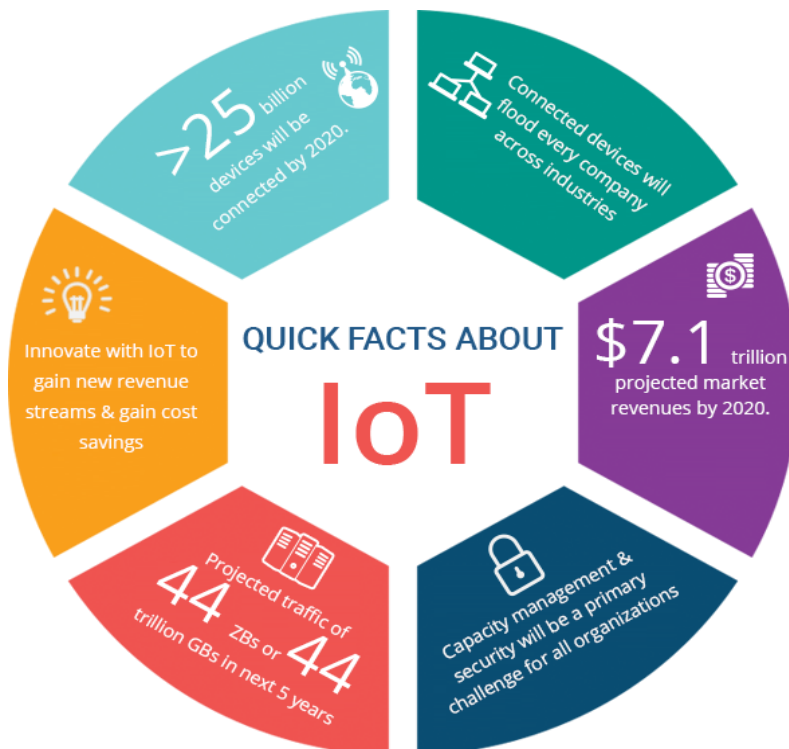 QUICK FACTS ABOUT
IoT
>25 billion
devices will be
connected by 2020.
Connected devices will
flood every company
across industries
$
$7.1 trillion
projected market
revenues by 2020.
Capacity management &
security will be a primary
challenge for all organizations
Projected traffic of
44 ZBs or 44
trillion GBs in next 5 years
Innovate with IoT to
gain new revenue
streams & gain cost
savings